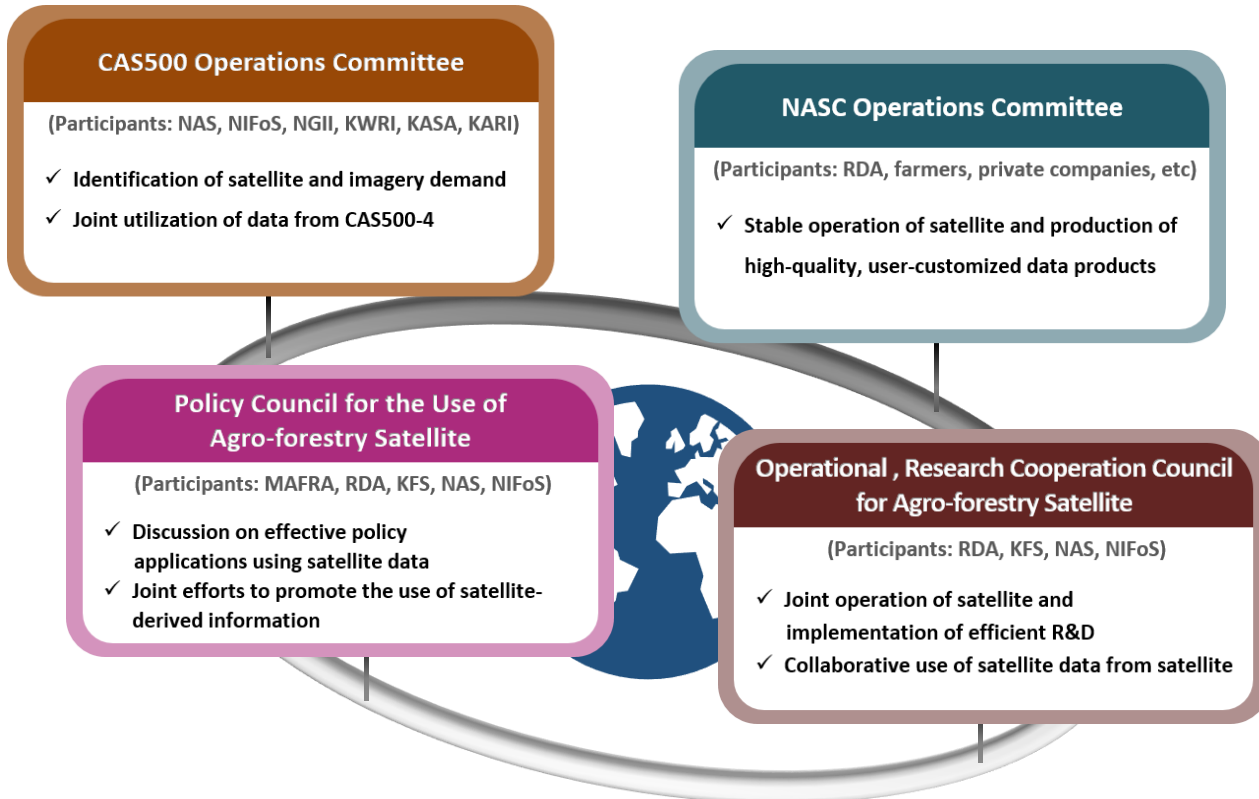 CAS500 Operations Committee
(Participants: NAS, NIFoS, NGII, KWRI, KASA, KARI)
✓ Identification of satellite and imagery demand
✓ Joint utilization of data from CAS500-4
NASC Operations Committee
(Participants: RDA, farmers, private companies, etc)
✓ Stable operation of satellite and production of
high-quality, user-customized data products
Policy Council for the Use of
Agro-forestry Satellite
(Participants: MAFRA, RDA, KFS, NAS, NIFoS)
✓ Discussion on effective policy
applications using satellite data
✓ Joint efforts to promote the use of satellite-
derived information
Operational , Research Cooperation Council
for Agro-forestry Satellite
(Participants: RDA, KFS, NAS, NIFoS)
✓ Joint operation of satellite and
implementation of efficient R&D
✓ Collaborative use of satellite data from satellite